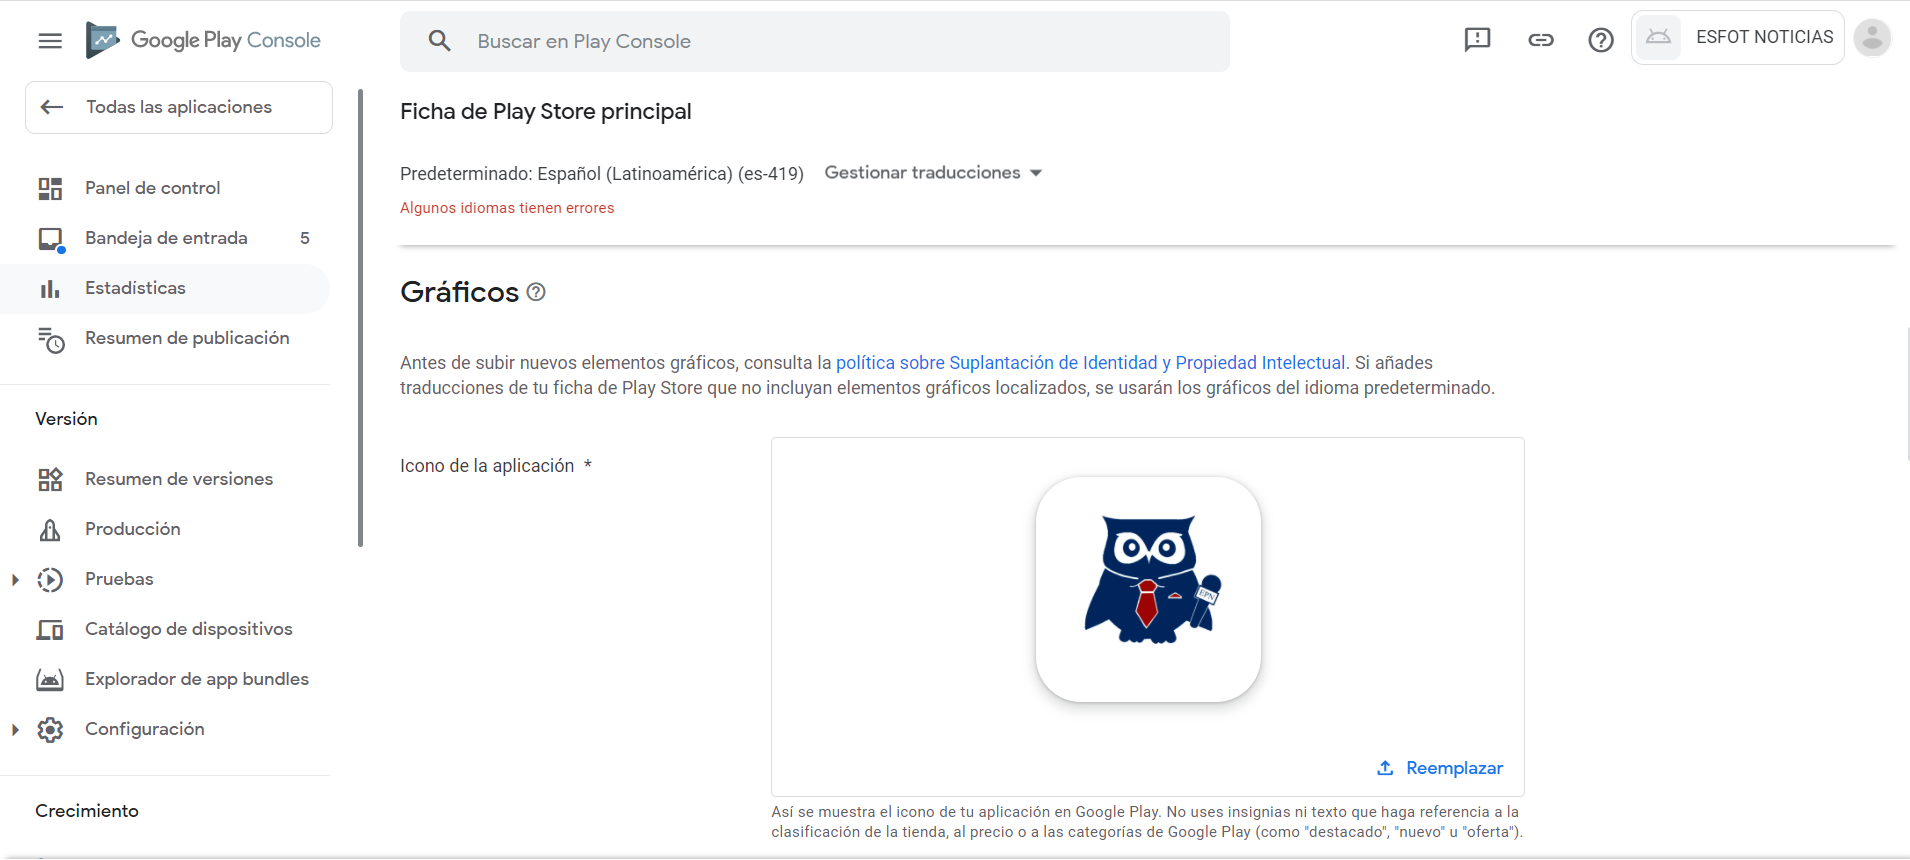 Google Play Console
Buscar en Play Console
ESFOT NOTICIAS
Todas las aplicaciones
Panel de control
Bandeja de entrada 5
Estadísticas
Resumen de publicación
Versión
Resumen de versiones
Producción
Pruebas
Catálogo de dispositivos
Explorador de app bundles
Configuración
Crecimiento
Ficha de Play Store principal
Predeterminado: Español (Latinoamérica) (es-419) Gestionar traducciones
Algunos idiomas tienen errores
Gráficos
Antes de subir nuevos elementos gráficos, consulta la política sobre Suplantación de Identidad y Propiedad Intelectual. Si añades
traducciones de tu ficha de Play Store que no incluyan elementos gráficos localizados, se usarán los gráficos del idioma predeterminado.
Icono de la aplicación *
EPN
Reemplazar
Así se muestra el icono de tu aplicación en Google Play. No uses insignias ni texto que haga referencia a la
clasificación de la tienda, al precio o a las categorías de Google Play (como "destacado", "nuevo" u "oferta").